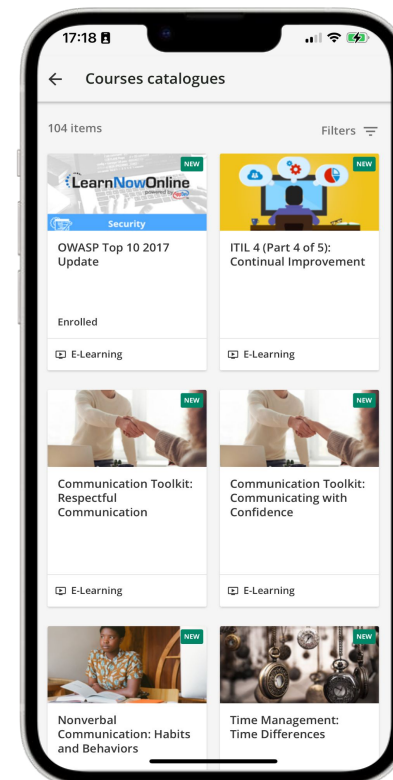 17:18
Courses catalogues
104 items
Filters
NEW
LearnNowOnline
powered by
Security
OWASP Top 10 2017
Update
Enrolled
E-Learning
NEW
ITIL 4 (Part 4 of 5):
Continual Improvement
E-Learning
NEW
Communication Toolkit:
Respectful
Communication
E-Learning
NEW
Communication Toolkit:
Communicating with
Confidence
E-Learning
NEW
Nonverbal
Communication: Habits
and Behaviors
NEW
Time Management:
Time Differences